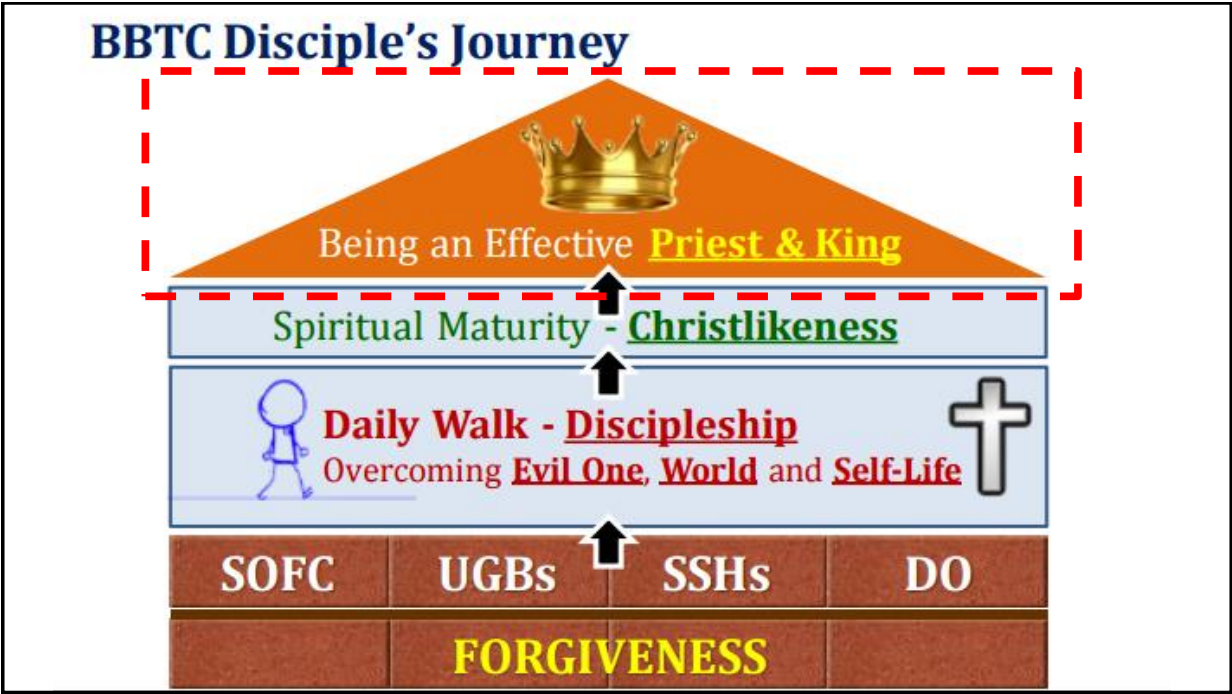 BBTC Disciple's Journey
Being an Effective Priest & King
Spiritual Maturity - Christlikeness
Daily Walk - Discipleship
Overcoming Evil One, World and Self-Life
SOFC UGBs SSHs DO
FORGIVENESS